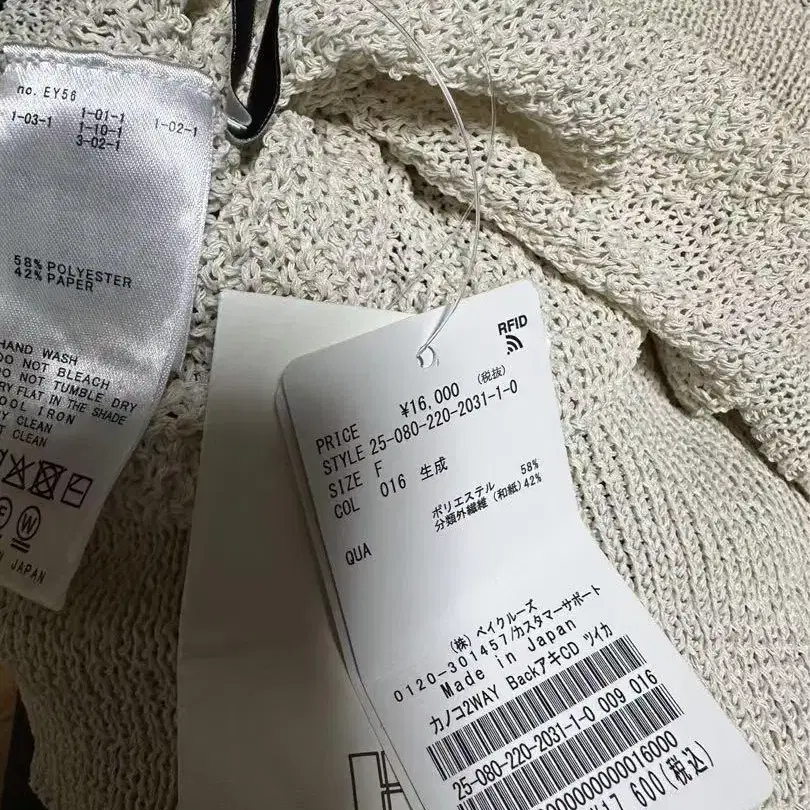 no. EY56
1-01-1
1-03-1 1-10-1 1-02-1
3-02-1
58% POLYESTER
42% PAPER
HAND WASH
DO NOT BLEACH
DO NOT TUMBLE DRY
DRY FLAT IN THE SHADE
COOL IRON
DRY CLEAN
WET CLEAN
IN JAPAN
RFID
PRICE ¥16,000 (税抜)
STYLE 25-080-220-2031-1-0
SIZE F
COL 016 生成
ポリエステル 58%
分類外繊維(和紙) 42%
QUA
(株) ベイクルーズ
0120-301457/カスタマーサポート
Made in Japan
カノコ2WAY BackアキCD ツイカ
25-080-220-2031-1-0 009 016
0000000000016000
¥17,600(税込)